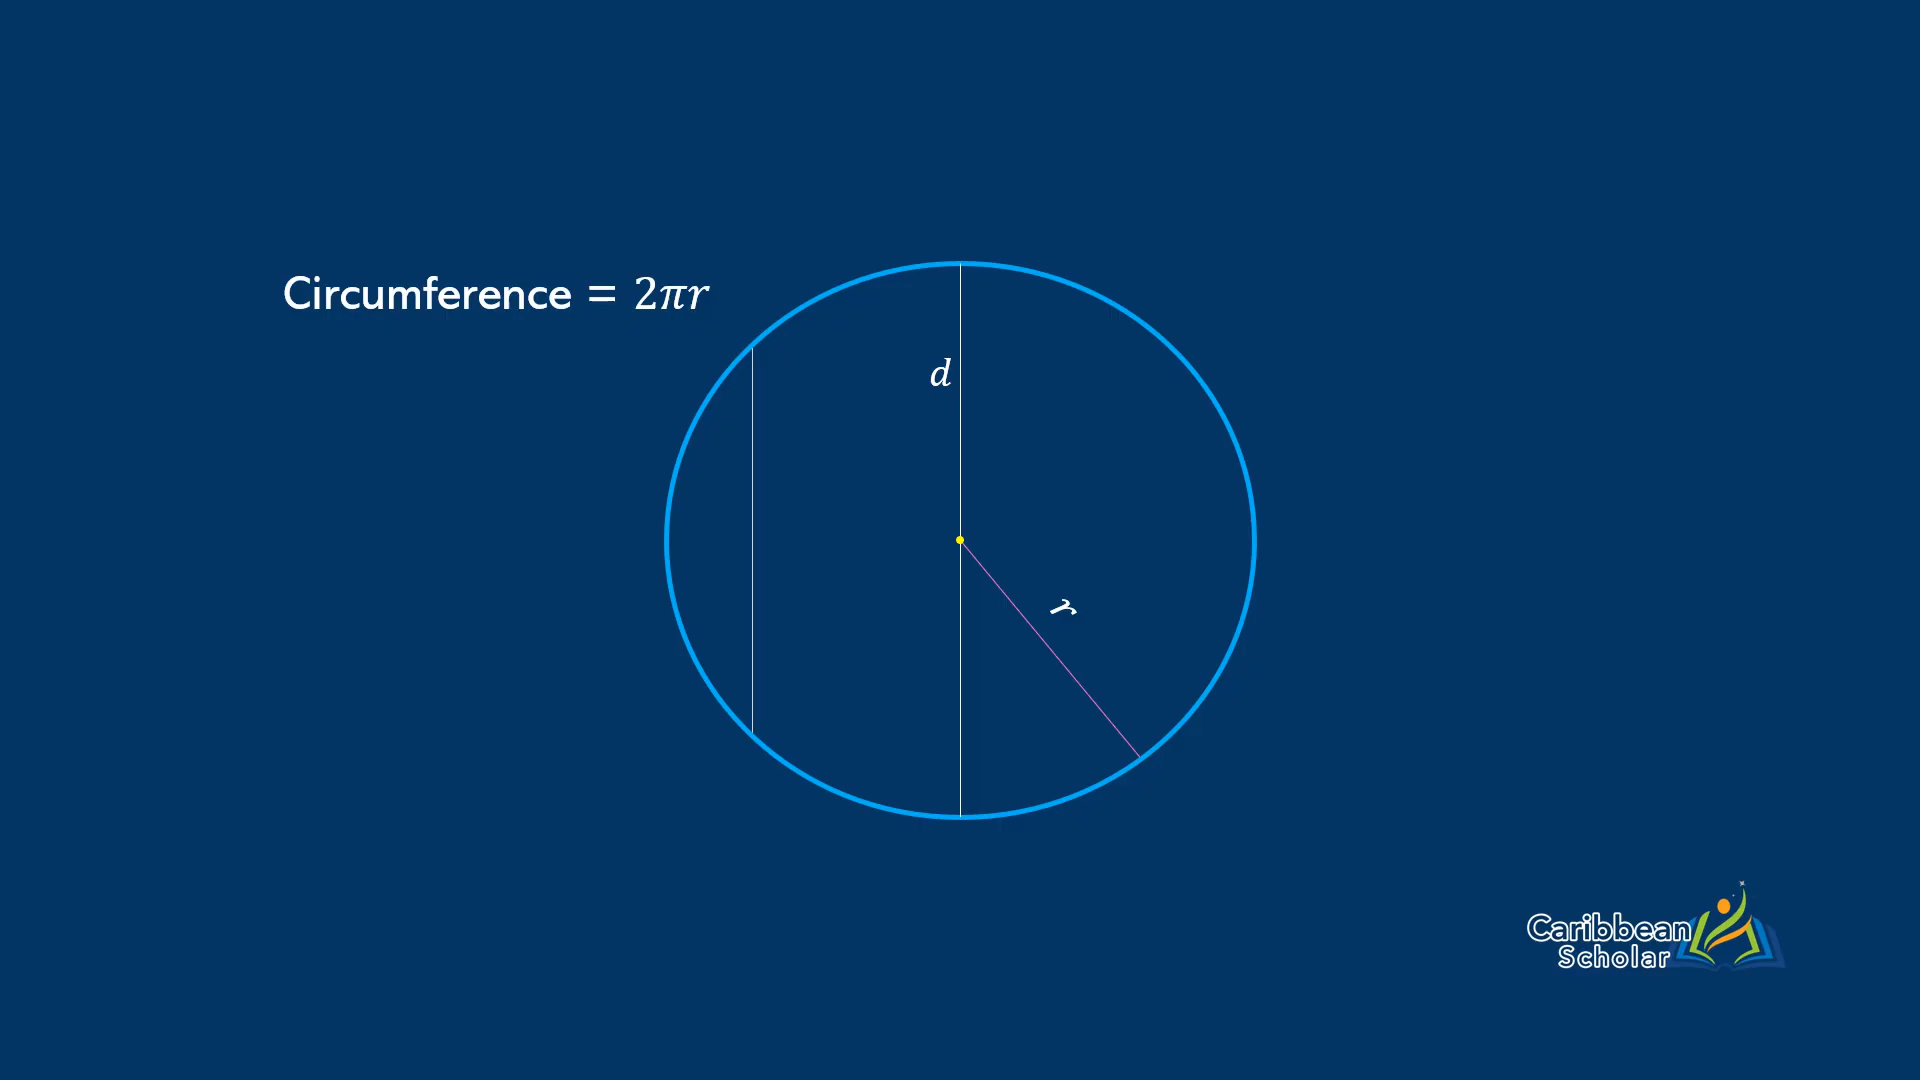 Circumference = 2πr
d
r
Caribbean
Scholar